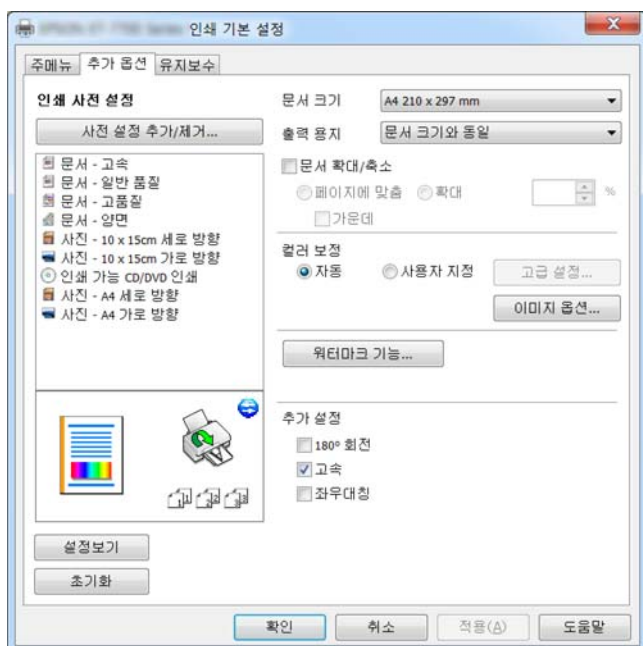 인쇄 기본 설정
주메뉴
추가 옵션
유지보수
인쇄 사전 설정
사전 설정 추가/제거...
문서 - 고속
문서 - 일반 품질
문서 - 고품질
문서 - 양면
사진 - 10 x 15cm 세로 방향
사진 - 10 x 15cm 가로 방향
인쇄 가능 CD/DVD 인쇄
사진 - A4 세로 방향
사진 - A4 가로 방향
설정보기
초기화
문서 크기
A4 210 x 297 mm
출력 용지
문서 크기와 동일
문서 확대/축소
페이지에 맞춤
확대
%
가운데
컬러 보정
자동
사용자 지정
고급 설정...
이미지 옵션...
워터마크 기능...
추가 설정
180º 회전
고속
좌우대칭
확인
취소
적용(A)
도움말